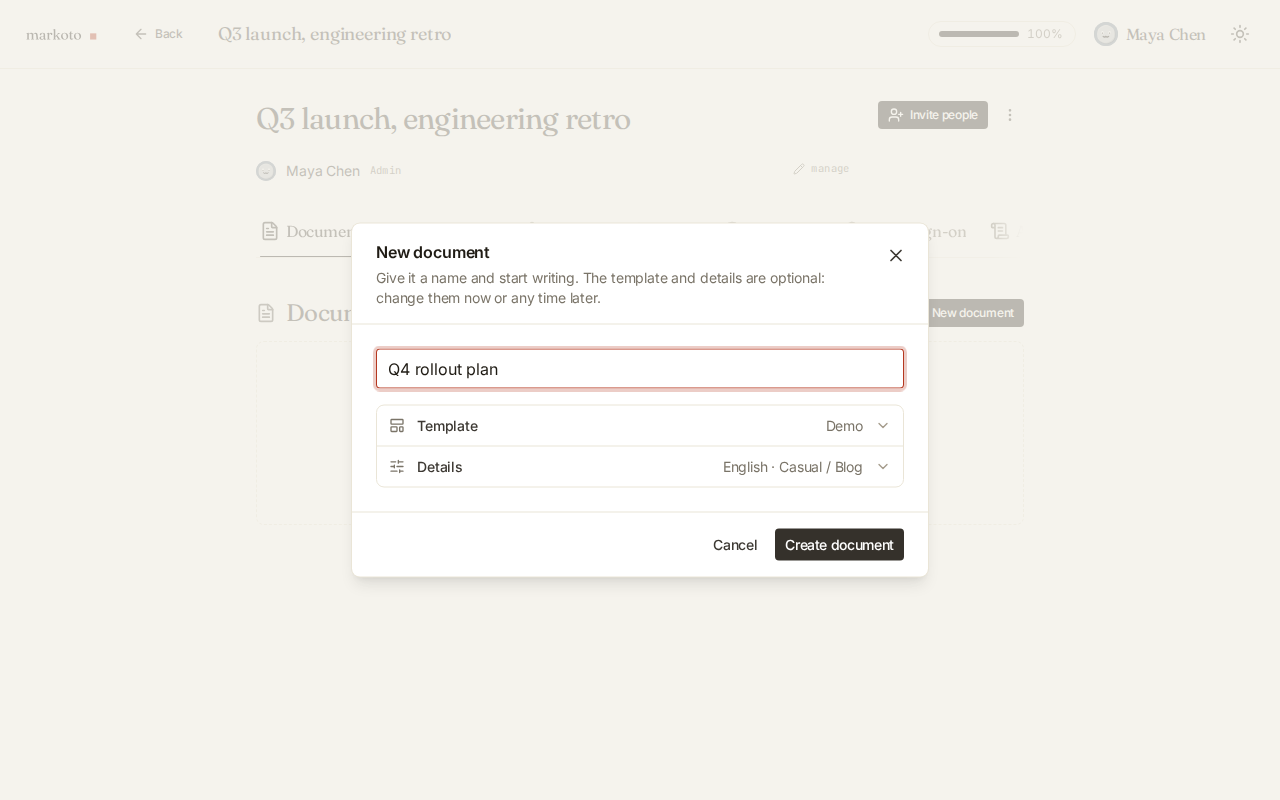 markoto
Back
Q3 launch, engineering retro
100%
Maya Chen
Q3 launch, engineering retro
Invite people
Maya Chen Admin
manage
New document
Give it a name and start writing. The template and details are optional:
change them now or any time later.
Q4 rollout plan
Template
Demo
Details
English · Casual / Blog
Cancel
Create document
New document